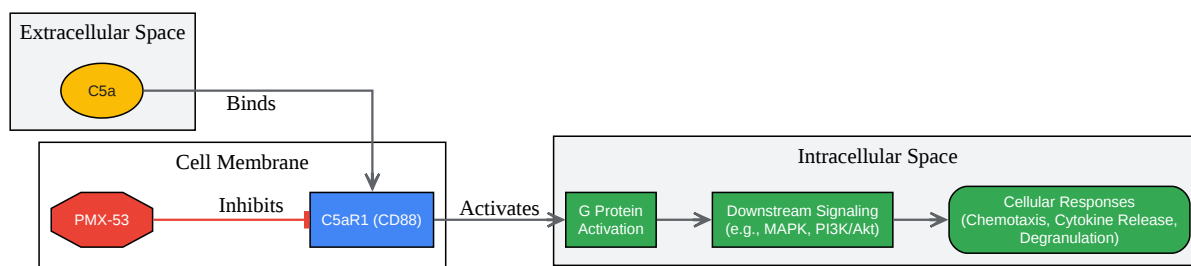 Extracellular Space
C5a
Binds
Cell Membrane
PMX-53
Inhibits
C5aR1 (CD88)
Activates
Intracellular Space
G Protein
Activation
Downstream Signaling
(e.g., MAPK, PI3K/Akt)
Cellular Responses
(Chemotaxis, Cytokine Release,
Degranulation)